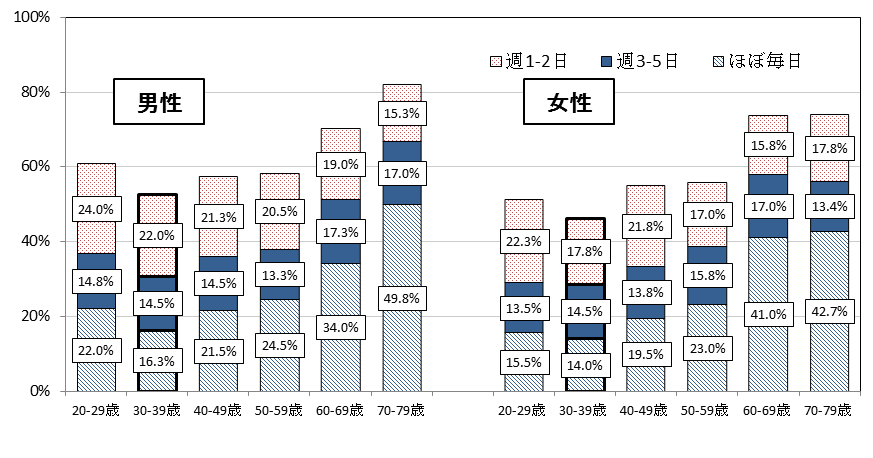 100%
80%
60%
40%
20%
0%
週1-2日 週3-5日 ほぼ毎日
男性
女性
24.0% 22.0% 21.3% 20.5% 19.0% 15.3%
14.8% 14.5% 14.5% 13.3% 17.3% 17.0%
22.0% 16.3% 21.5% 24.5% 34.0% 49.8%
22.3% 17.8% 21.8% 17.0% 15.8% 17.8%
13.5% 14.5% 13.8% 15.8% 17.0% 13.4%
15.5% 14.0% 19.5% 23.0% 41.0% 42.7%
20-29歳 30-39歳 40-49歳 50-59歳 60-69歳 70-79歳 20-29歳 30-39歳 40-49歳 50-59歳 60-69歳 70-79歳